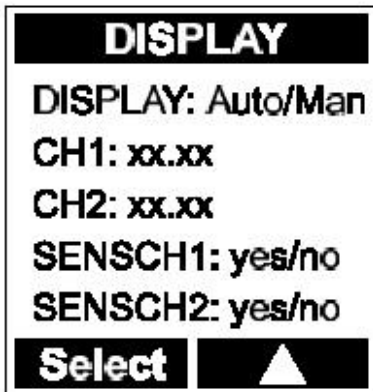 DISPLAY
DISPLAY: Auto/Man
CH1: xx.xx
CH2: xx.xx
SENSCH1: yes/no
SENSCH2: yes/no
Select